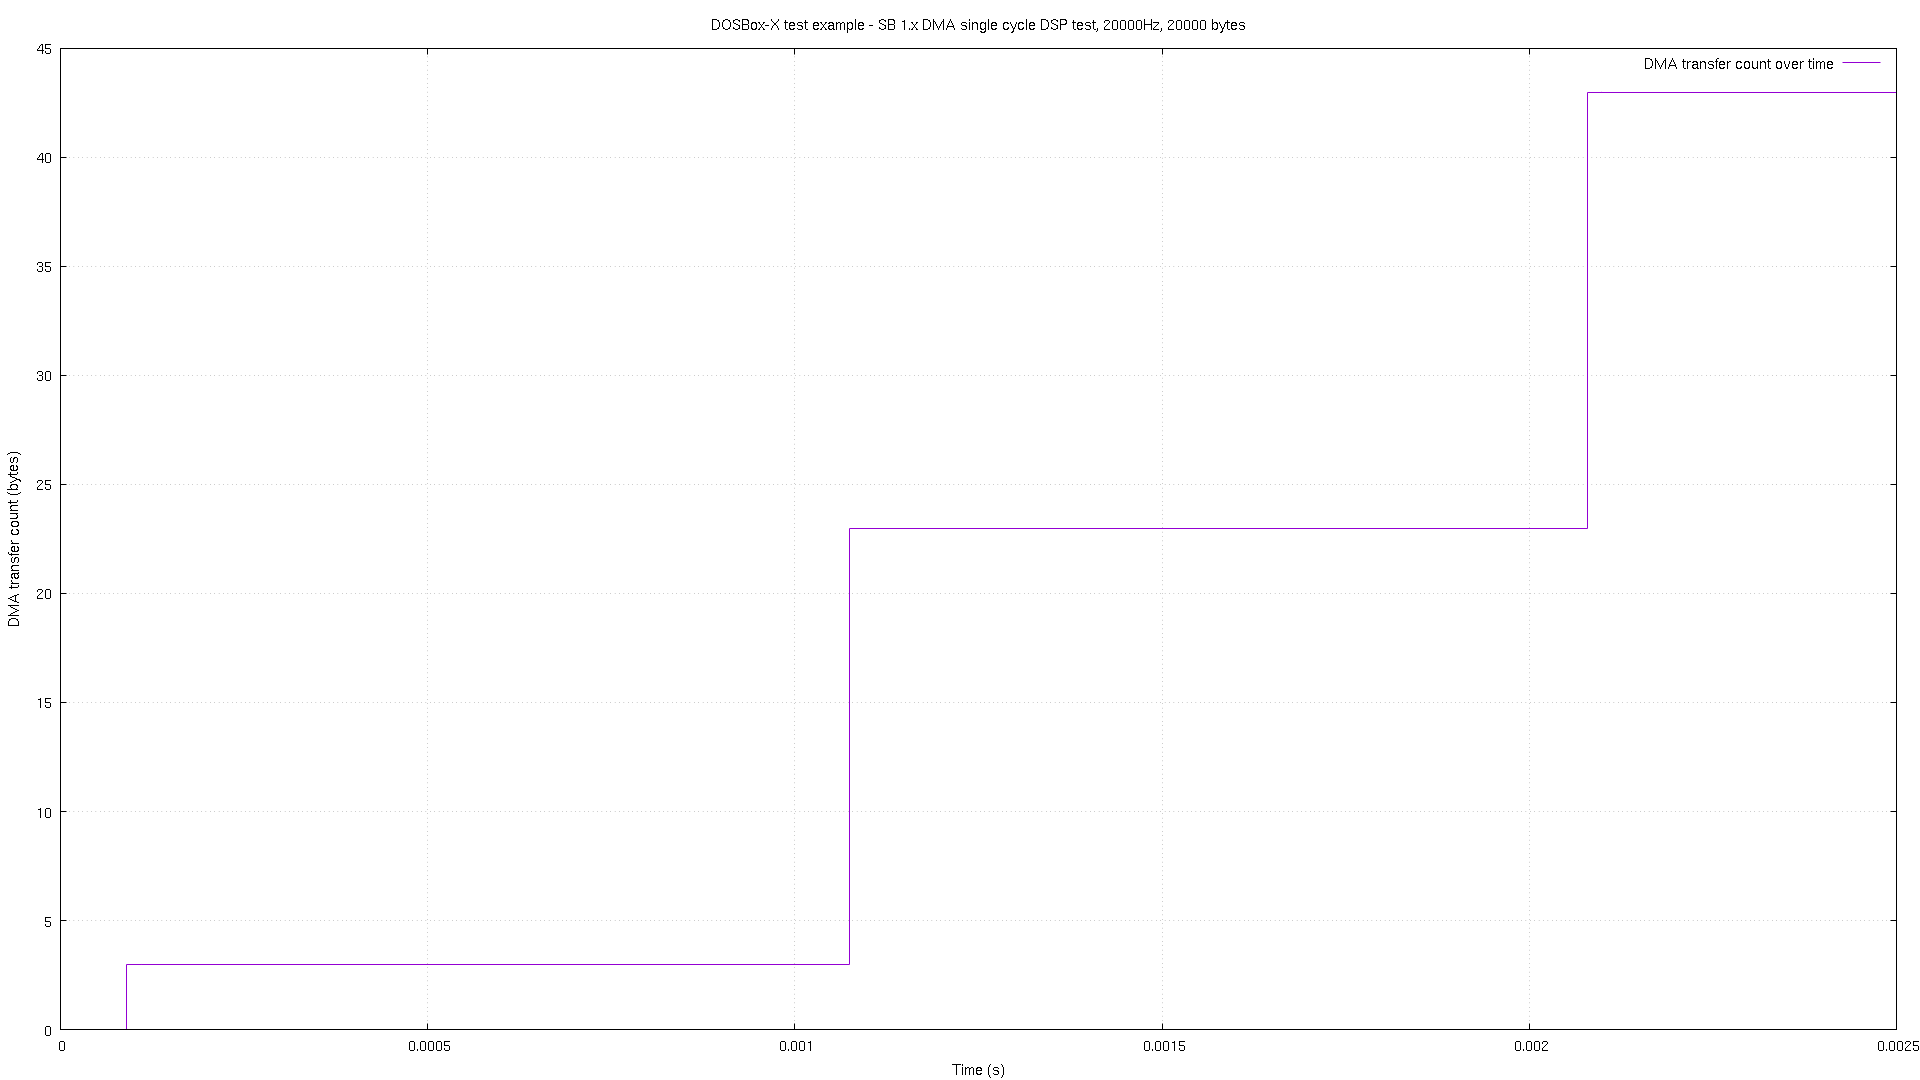 DOSBox-X test example - SB 1.x DMA single cycle DSP test, 20000Hz, 20000 bytes
DMA transfer count over time
45
40
35
30
25
20
15
10
5
0
DMA transfer count (bytes)
0 0.0005 0.001 0.0015 0.002 0.0025
Time (s)